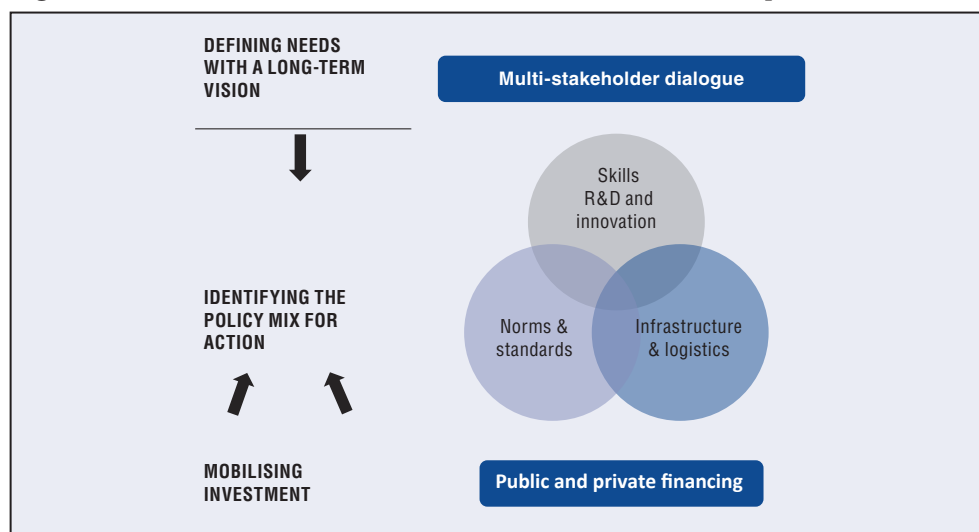 DEFINING NEEDS
WITH A LONG-TERM
VISION
Multi-stakeholder dialogue
Skills
R&D and
innovation
IDENTIFYING THE
POLICY MIX FOR
ACTION
Norms &
standards
Infrastructure
& logistics
MOBILISING
INVESTMENT
Public and private financing